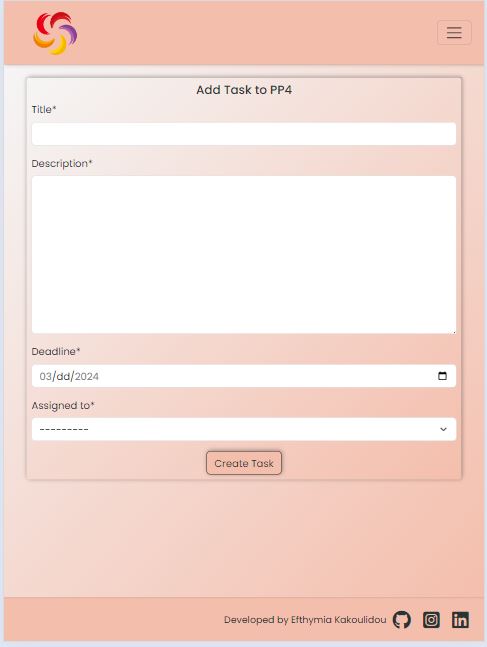 Add Task to PP4
Title*
Description*
Deadline*
03/dd/2024
Assigned to*
---------
Create Task
Developed by Efthymia Kakoulidou